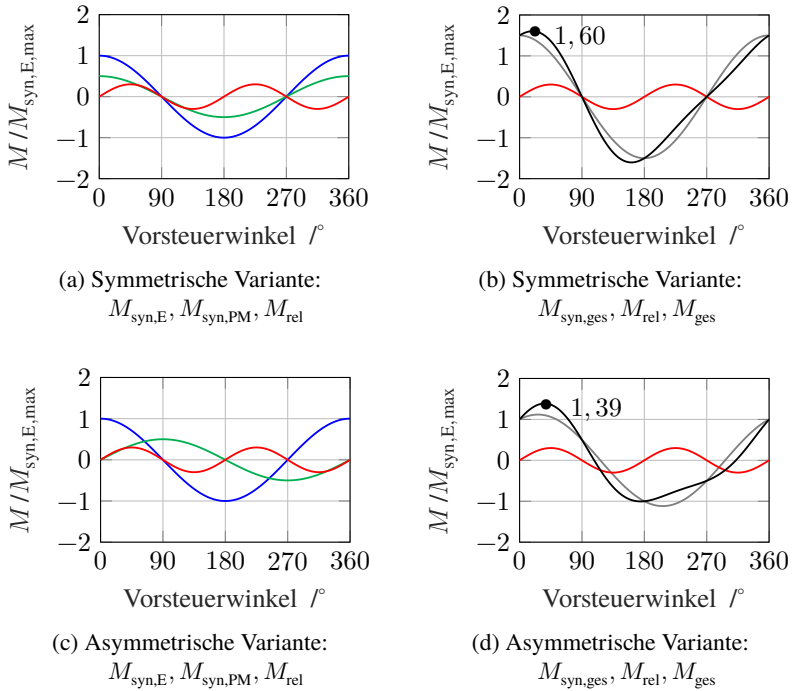 2
1
0
−1
−2
0 90 180 270 360
M /M_syn,E,max
Vorsteuerwinkel /°
(a) Symmetrische Variante:
M_syn,E, M_syn,PM, M_rel
2
1
0
−1
−2
1, 60
0 90 180 270 360
M /M_syn,E,max
Vorsteuerwinkel /°
(b) Symmetrische Variante:
M_syn,ges, M_rel, M_ges
2
1
0
−1
−2
0 90 180 270 360
M /M_syn,E,max
Vorsteuerwinkel /°
(c) Asymmetrische Variante:
M_syn,E, M_syn,PM, M_rel
2
1
0
−1
−2
1, 39
0 90 180 270 360
M /M_syn,E,max
Vorsteuerwinkel /°
(d) Asymmetrische Variante:
M_syn,ges, M_rel, M_ges